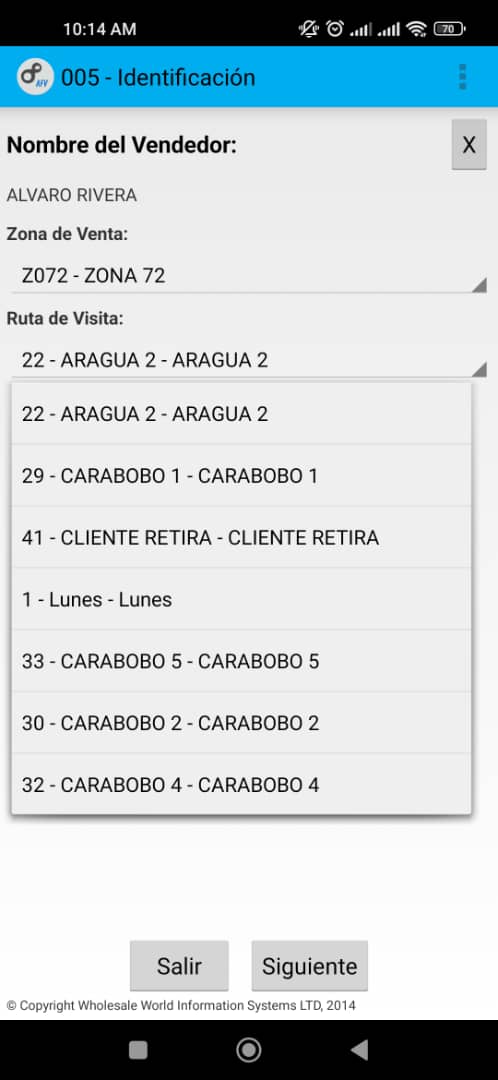 10:14 AM
70
AFV
005 - Identificación
Nombre del Vendedor:
X
ALVARO RIVERA
Zona de Venta:
Z072 - ZONA 72
Ruta de Visita:
22 - ARAGUA 2 - ARAGUA 2
22 - ARAGUA 2 - ARAGUA 2
29 - CARABOBO 1 - CARABOBO 1
41 - CLIENTE RETIRA - CLIENTE RETIRA
1 - Lunes - Lunes
33 - CARABOBO 5 - CARABOBO 5
30 - CARABOBO 2 - CARABOBO 2
32 - CARABOBO 4 - CARABOBO 4
Salir
Siguiente
© Copyright Wholesale World Information Systems LTD, 2014